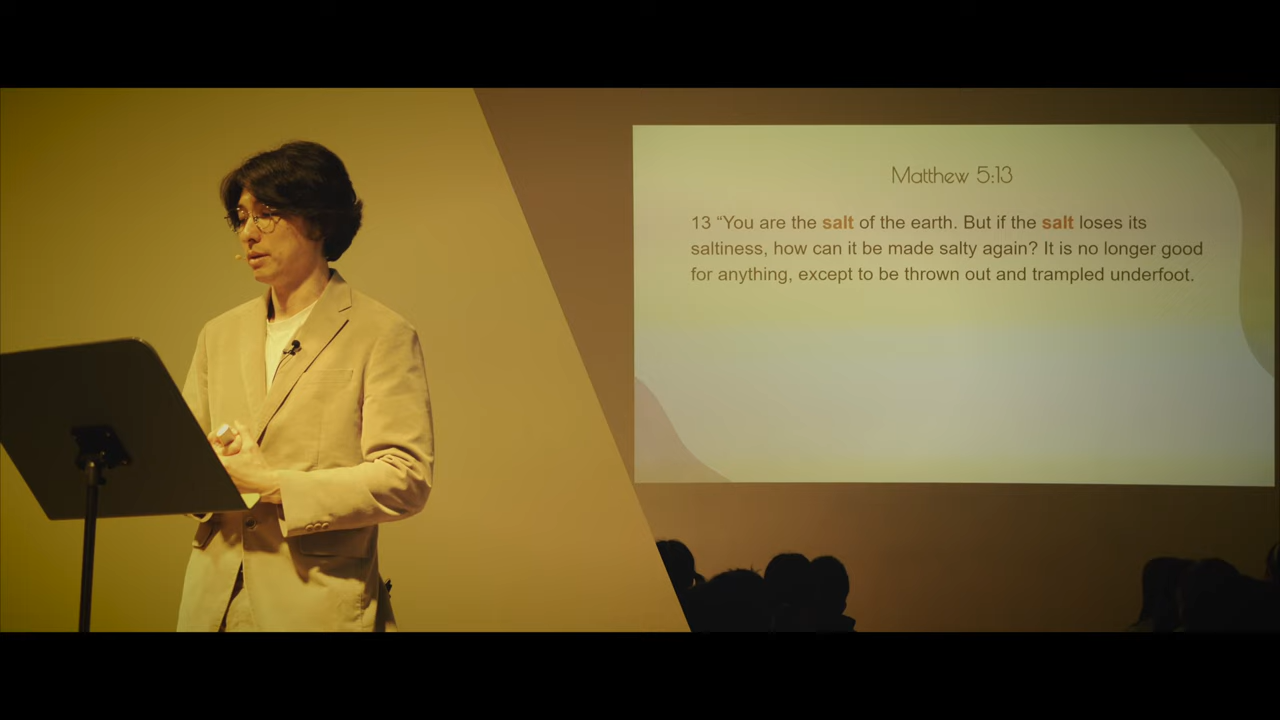 Matthew 5:13
13 “You are the salt of the earth. But if the salt loses its
saltiness, how can it be made salty again? It is no longer good
for anything, except to be thrown out and trampled underfoot.